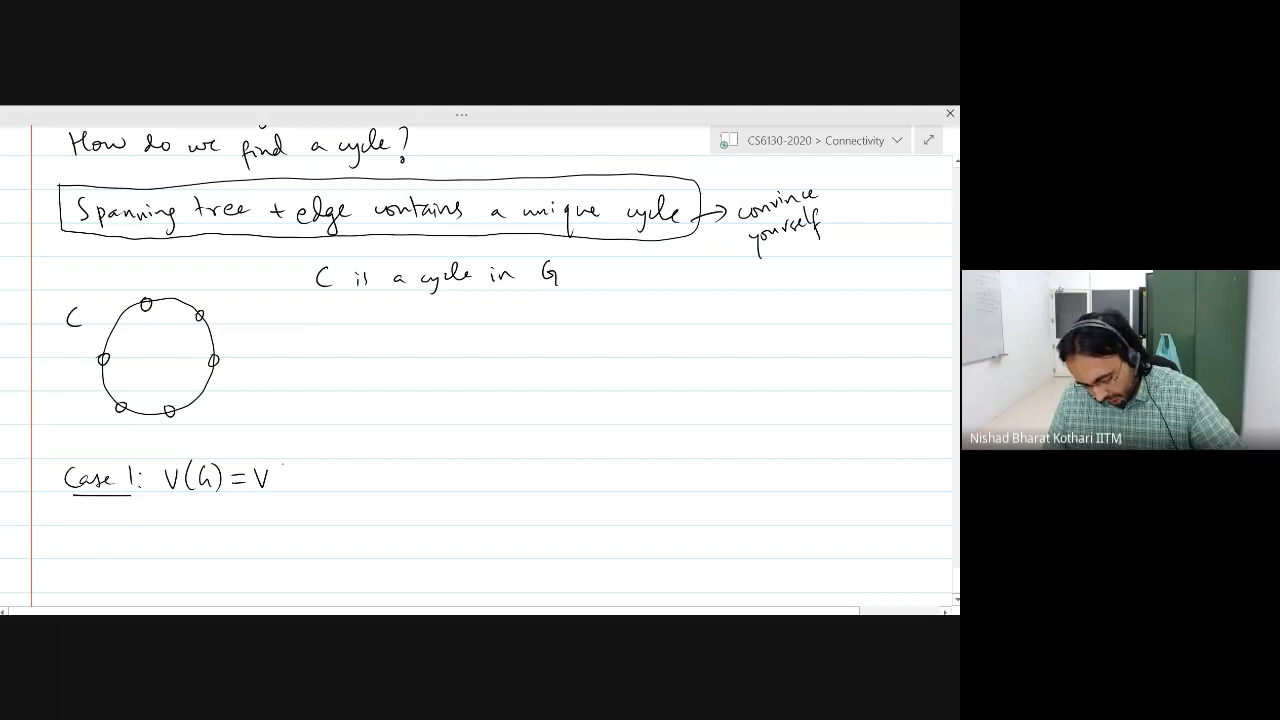 How do we find a cycle?
CS6130-2020 > Connectivity
Spanning tree + edge contains a unique cycle → convince
yourself
C is a cycle in G
C
Case 1: V(G) = V
Nishad Bharat Kothari IITM